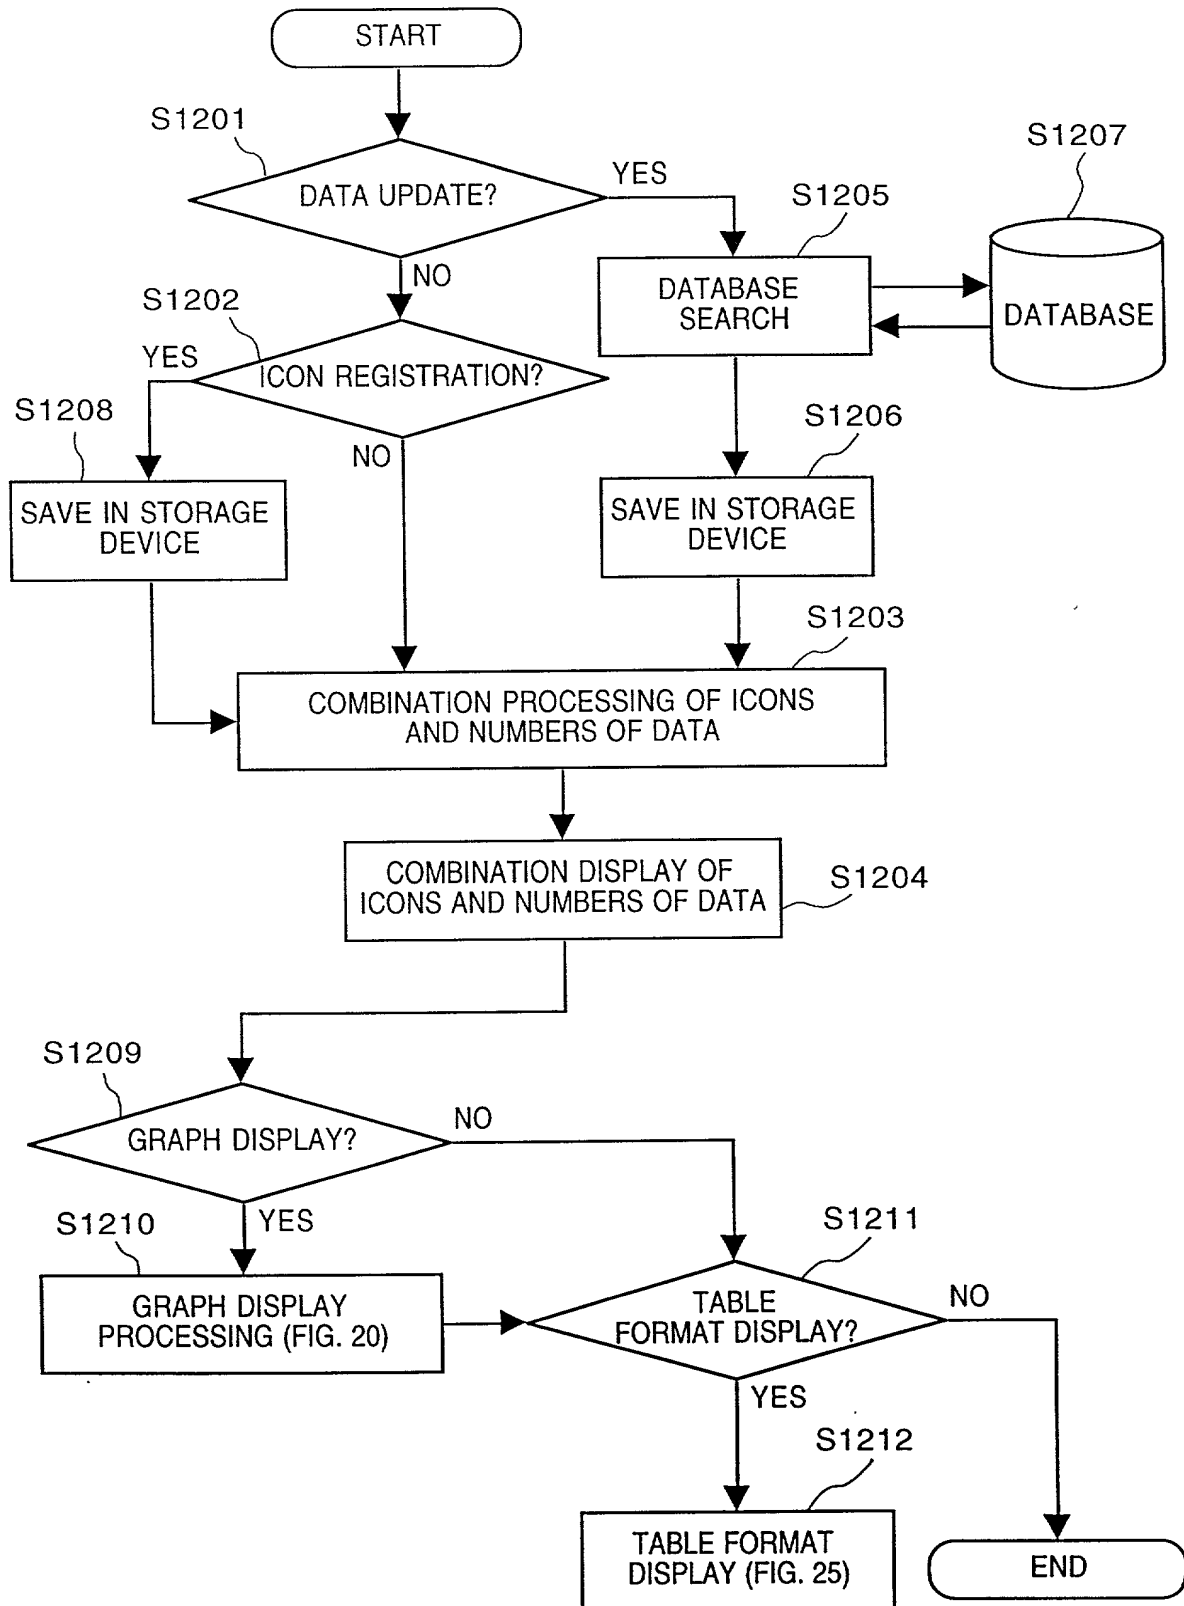 START
S1201
DATA UPDATE?
YES
S1207
S1205
NO
DATABASE
SEARCH
DATABASE
S1202
YES
ICON REGISTRATION?
S1208
NO
S1206
SAVE IN STORAGE
DEVICE
SAVE IN STORAGE
DEVICE
S1203
COMBINATION PROCESSING OF ICONS
AND NUMBERS OF DATA
COMBINATION DISPLAY OF
ICONS AND NUMBERS OF DATA
S1204
S1209
GRAPH DISPLAY?
NO
YES
S1210
S1211
GRAPH DISPLAY
PROCESSING (FIG. 20)
TABLE
FORMAT DISPLAY?
NO
YES
S1212
TABLE FORMAT
DISPLAY (FIG. 25)
END